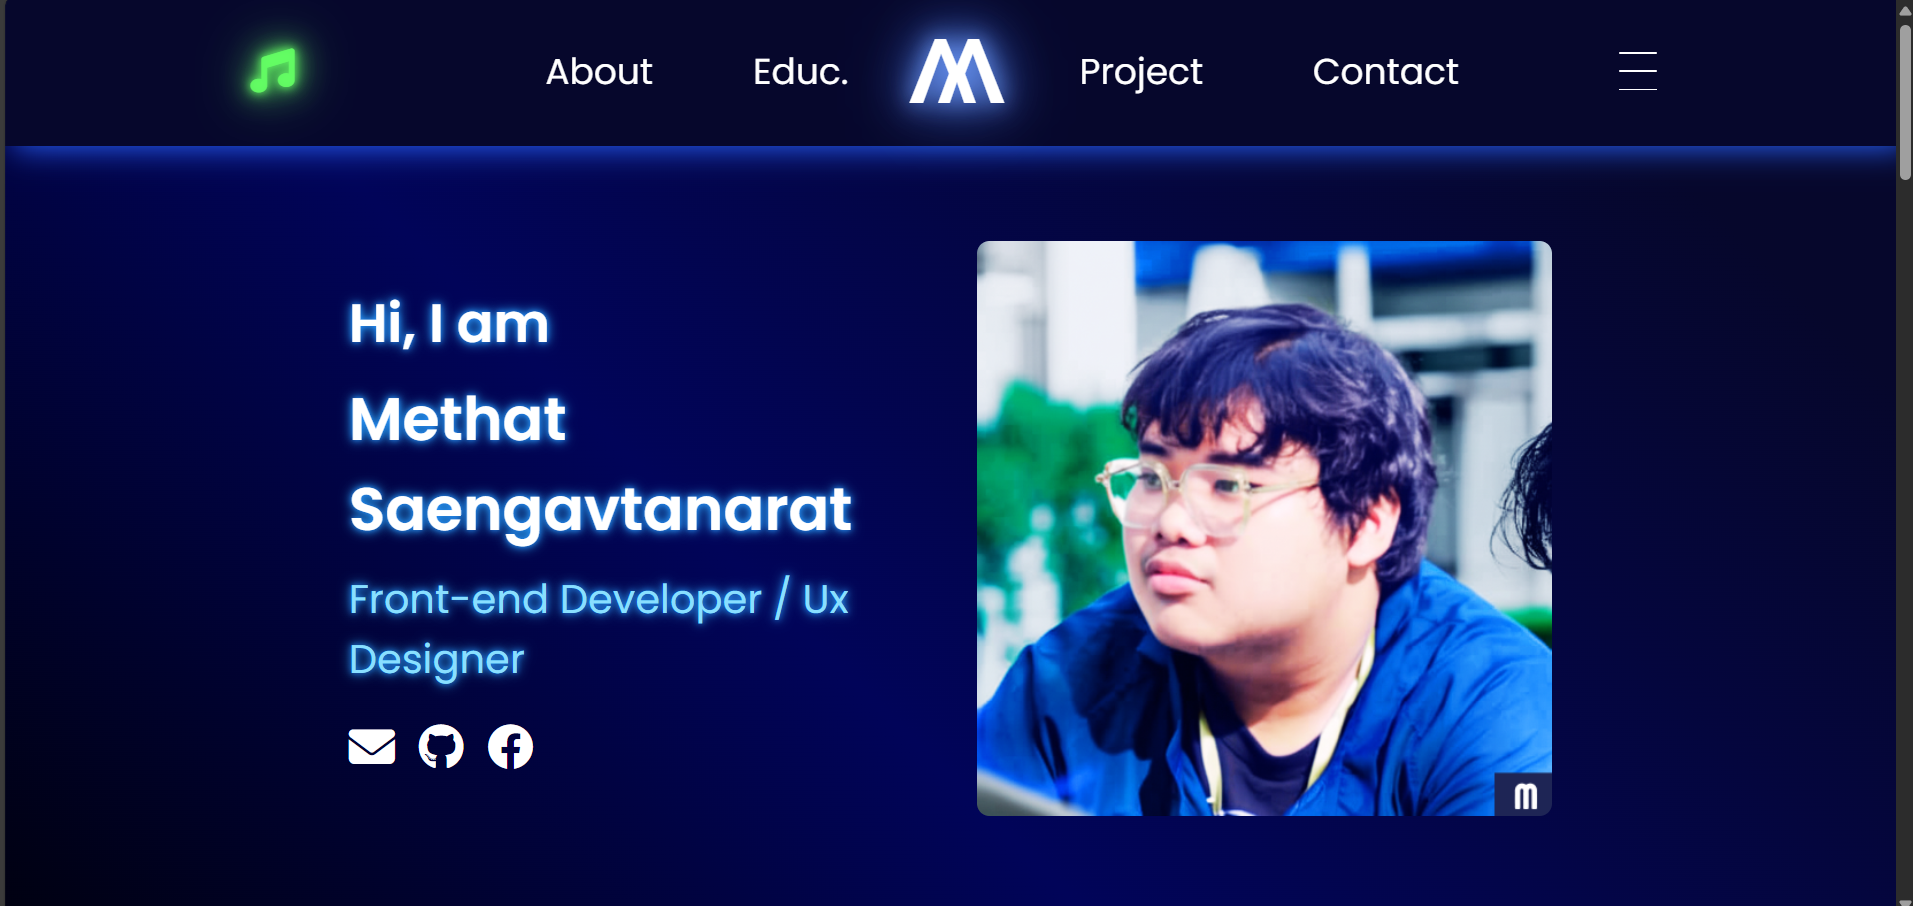 About
Educ.
M
Project
Contact
Hi, I am
Methat
Saengavtanarat
Front-end Developer / Ux
Designer
m